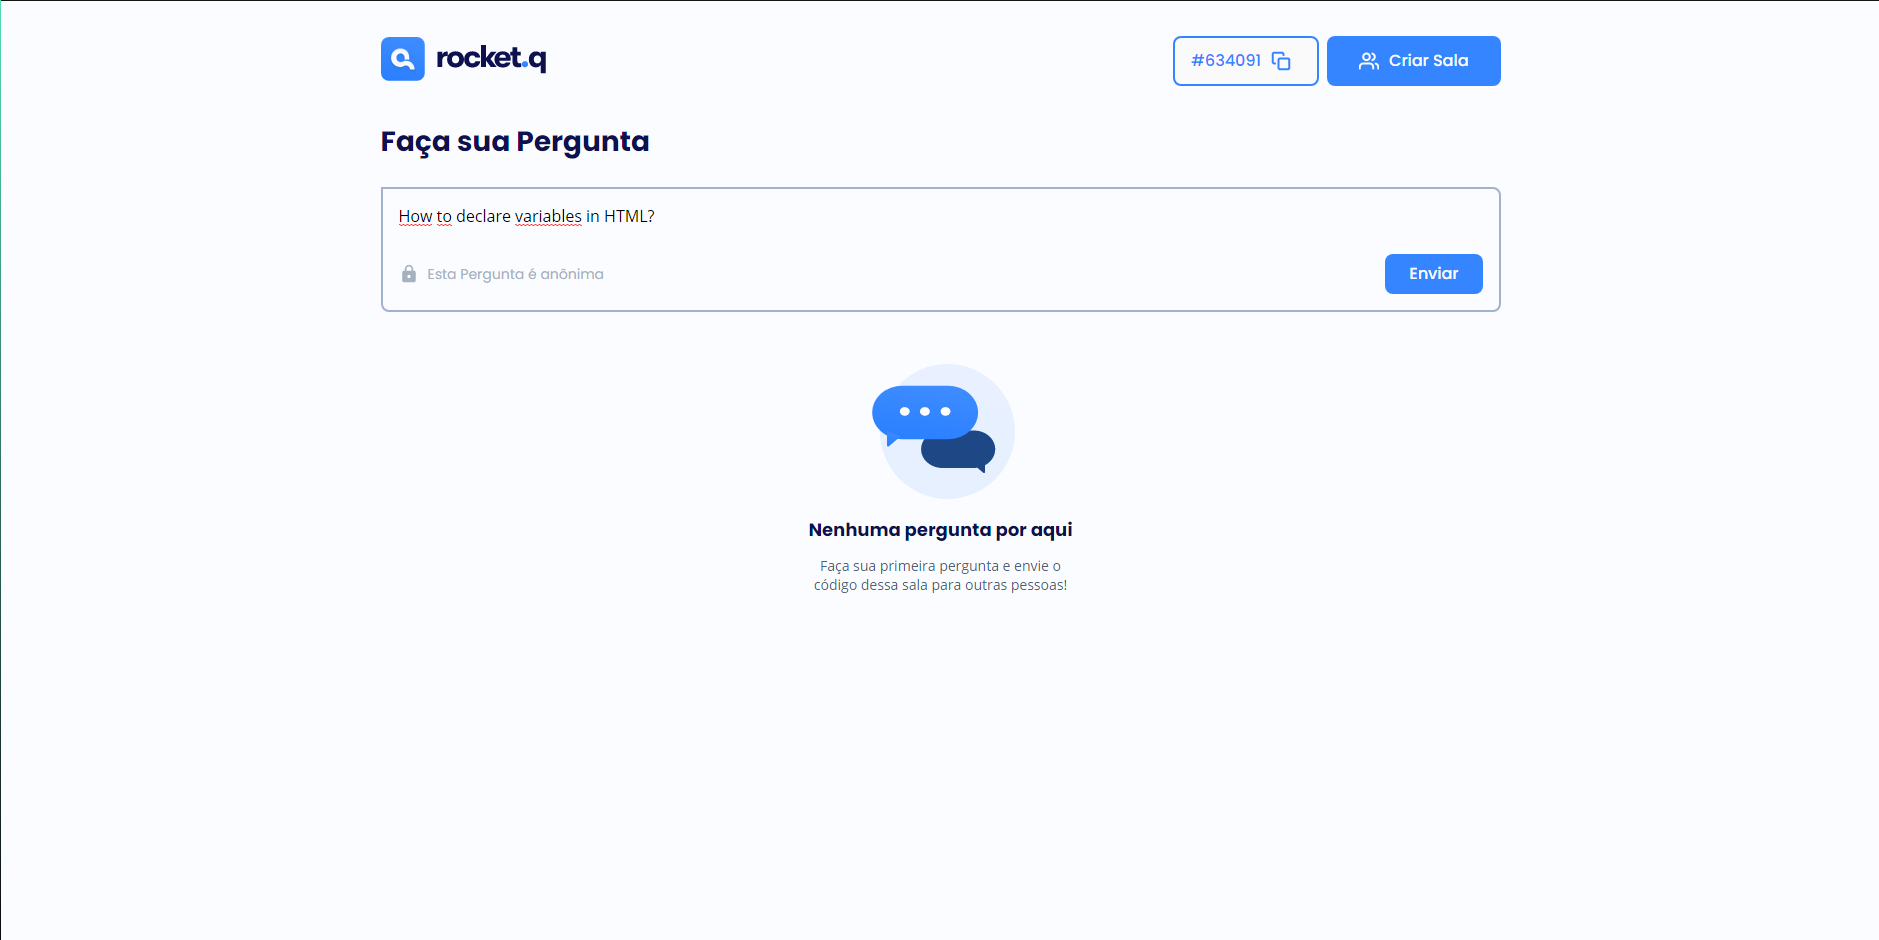 rocket.q
#634091
Criar Sala
Faça sua Pergunta
How to declare variables in HTML?
Esta Pergunta é anônima
Enviar
Nenhuma pergunta por aqui
Faça sua primeira pergunta e envie o
código dessa sala para outras pessoas!